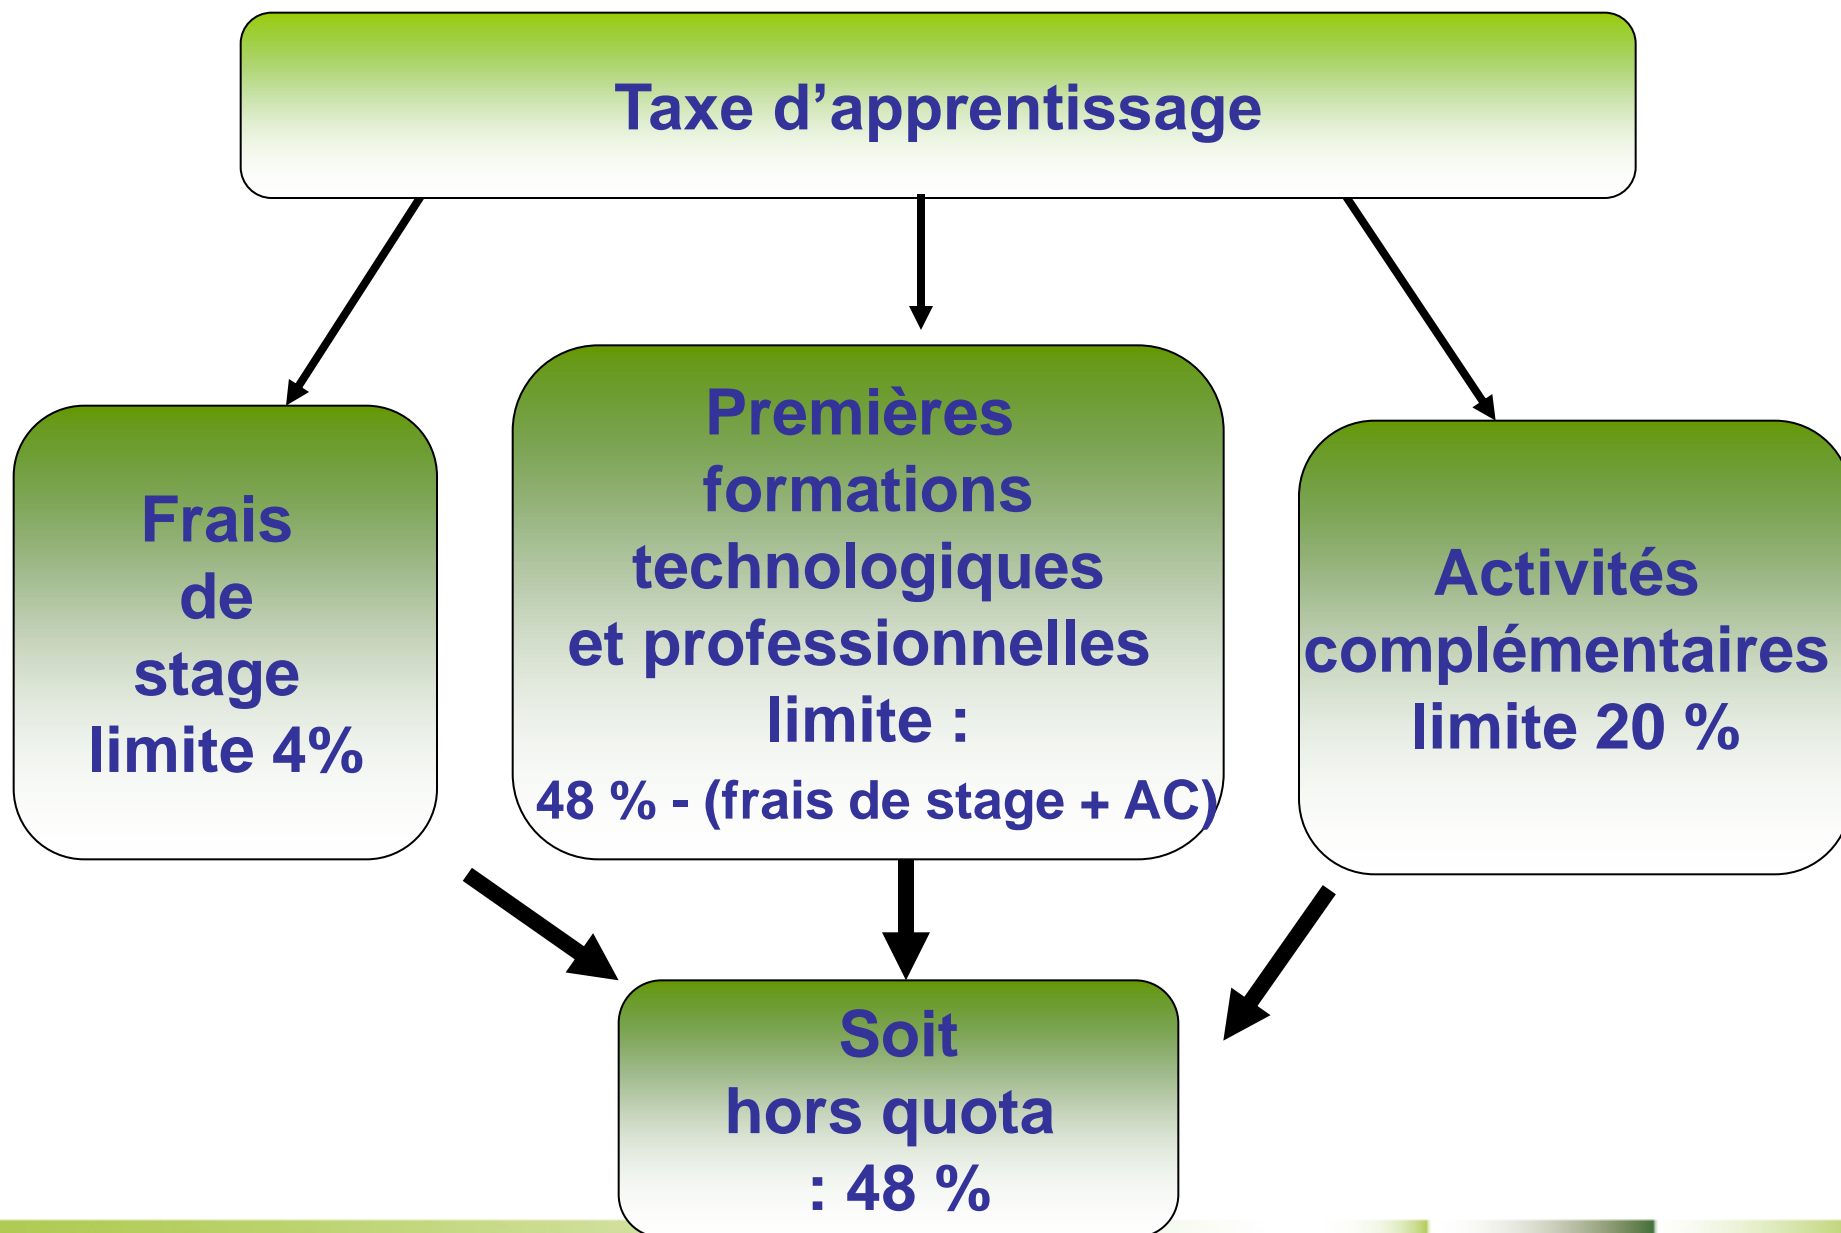 Taxe d’apprentissage
Frais
de
stage
limite 4%
Premières
formations
technologiques
et professionnelles
limite :
48 % - (frais de stage + AC)
Activités
complémentaires
limite 20 %
Soit
hors quota
: 48 %